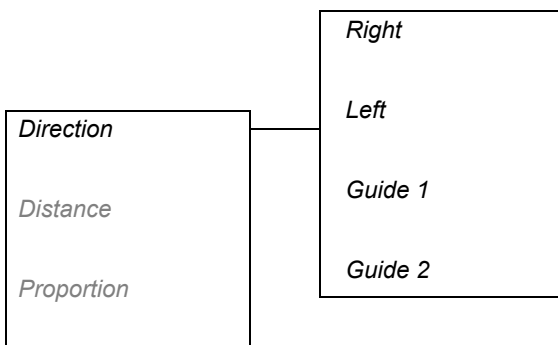 Direction
Distance
Proportion
Right
Left
Guide 1
Guide 2